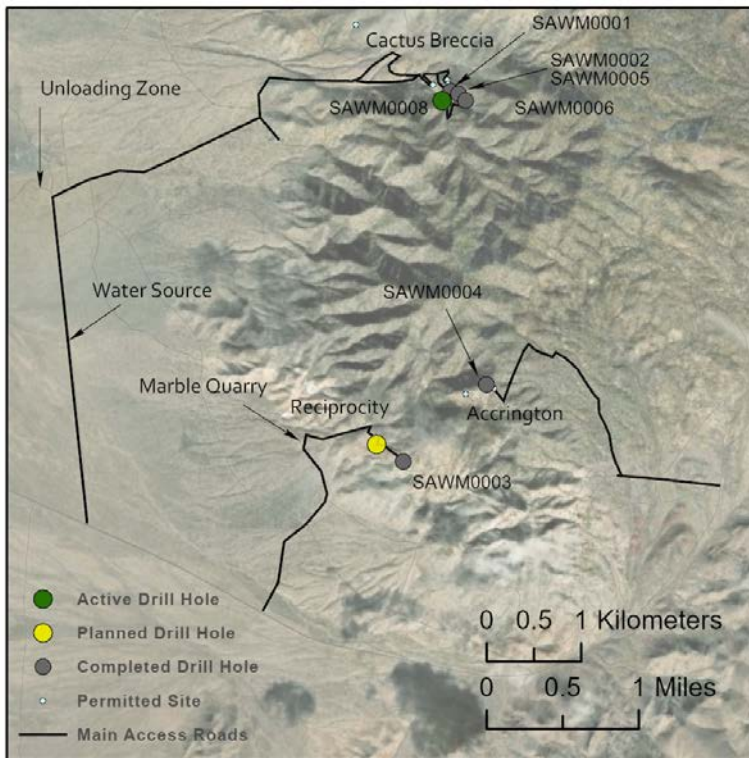 SAWM0001
Cactus Breccia
SAWM0002
SAWM0005
Unloading Zone
SAWM0008
SAWM0006
Water Source
SAWM0004
Marble Quarry
Reciprocity
Accrington
SAWM0003
Active Drill Hole
Planned Drill Hole
Completed Drill Hole
Permitted Site
Main Access Roads
0 0.5 1 Kilometers
0 0.5 1 Miles